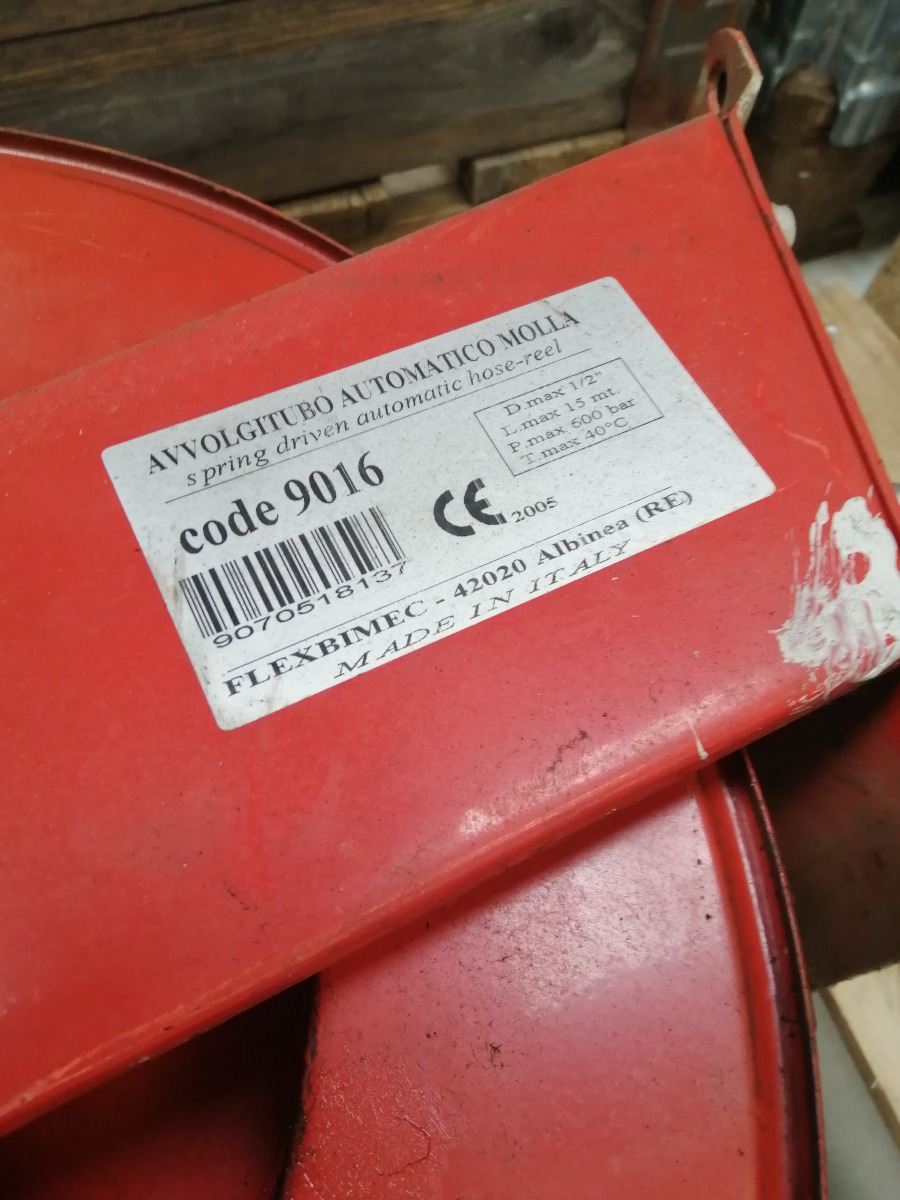 AVVOLGITUBO AUTOMATICO MOLLA
spring driven automatic hose-reel
D.max 1/2"
L.max 15 mt.
P.max 600 bar
T.max 40°C
code 9016
CE 2005
9070518137
FLEXBIMEC - 42020 Albinea (RE)
MADE IN ITALY